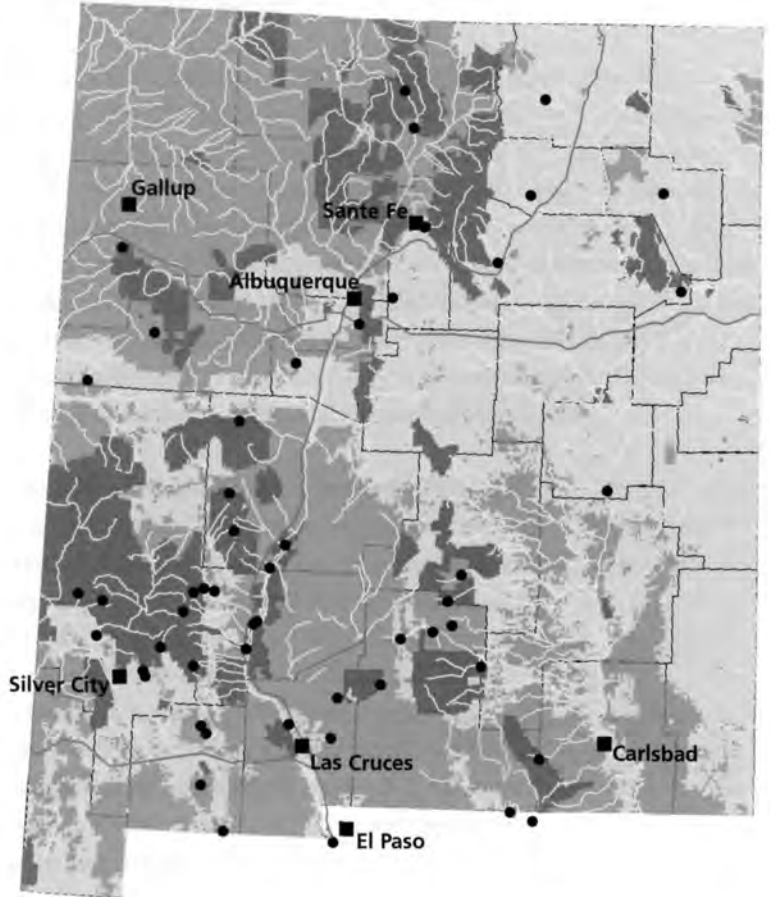 Gallup
Sante Fe
Albuquerque
Silver City
Las Cruces
Carlsbad
El Paso